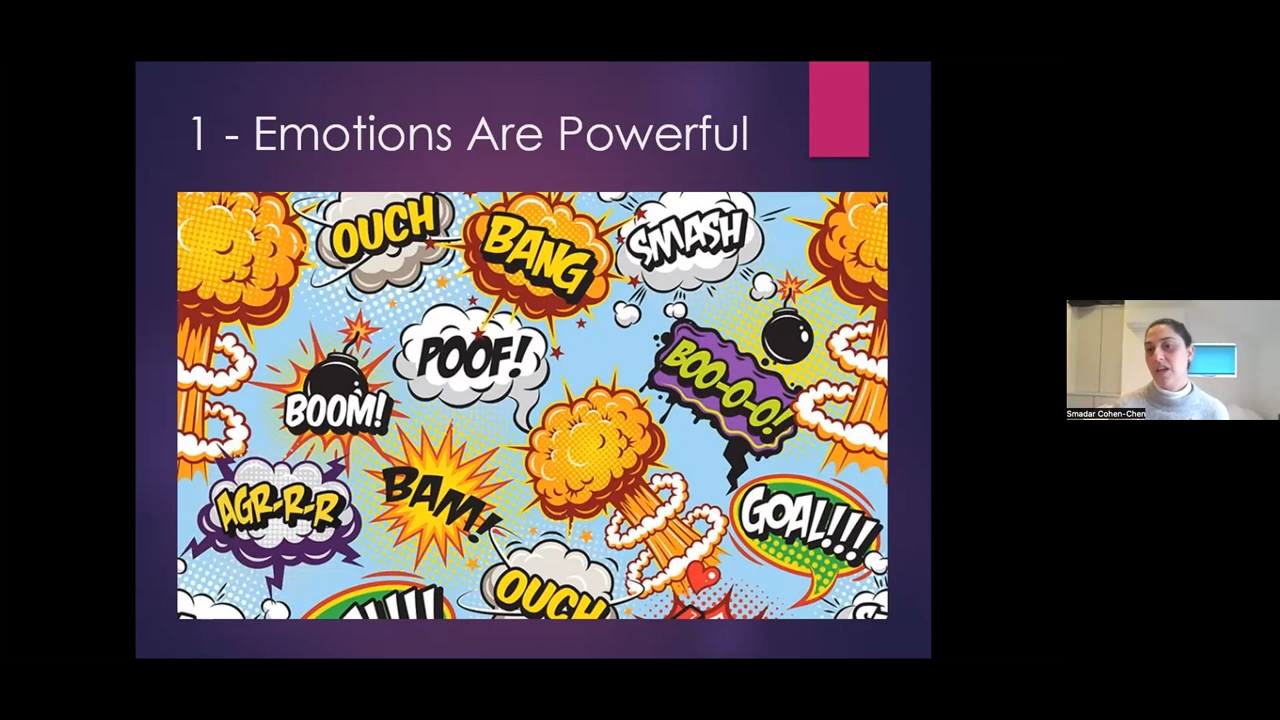 1 - Emotions Are Powerful
OUCH
BANG
SMASH
POOF!
BOO-O-O!
BOOM!
AGR-R-R
BAM!
GOAL!!!
OUCH
Smadar Cohen-Chen